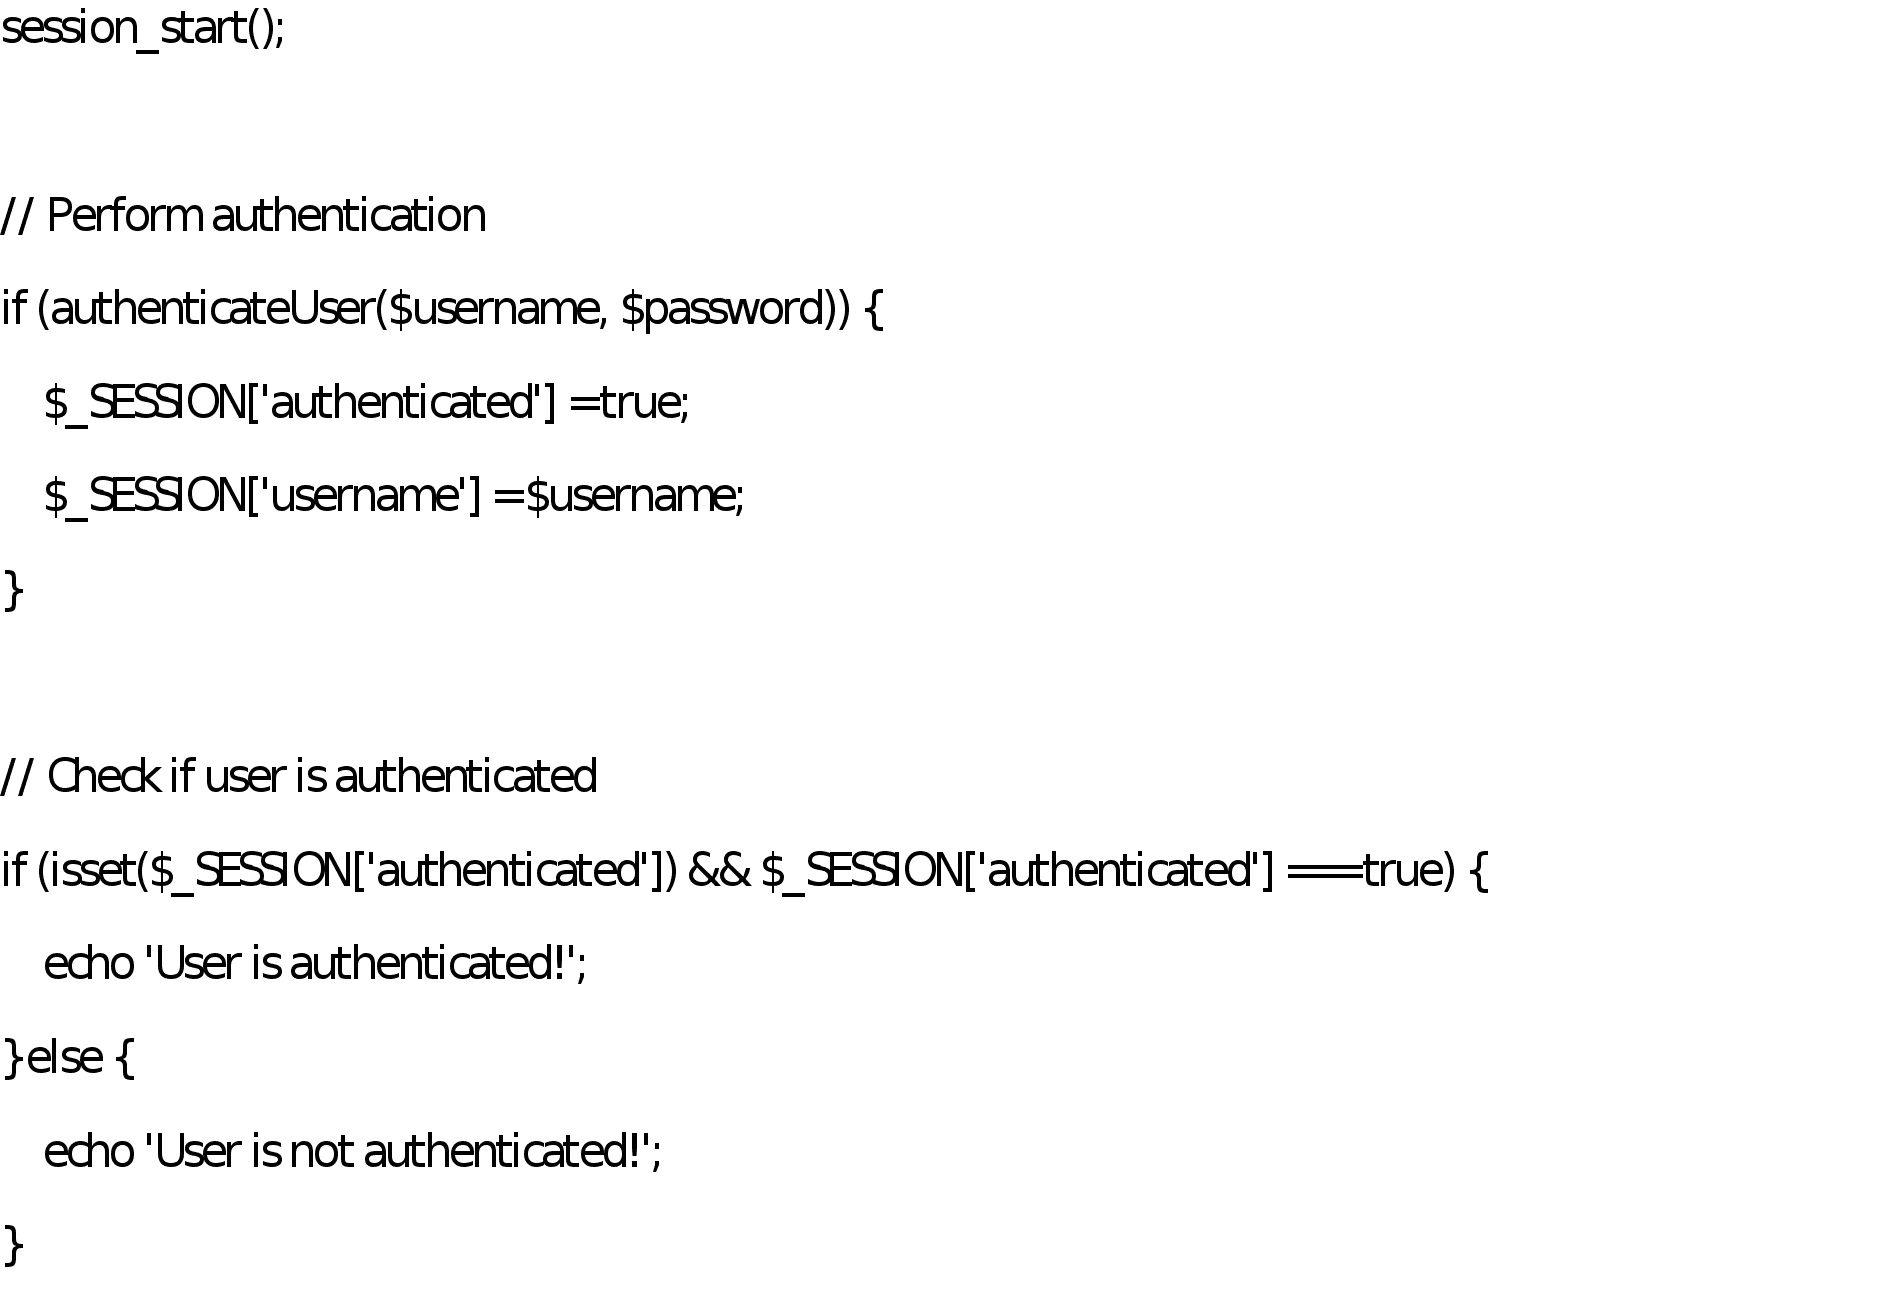 session_start();
// Perform authentication
if (authenticateUser($username, $password)) {
    $_SESSION['authenticated'] = true;
    $_SESSION['username'] = $username;
}
// Check if user is authenticated
if (isset($_SESSION['authenticated']) && $_SESSION['authenticated'] === true) {
    echo 'User is authenticated!';
} else {
    echo 'User is not authenticated!';
}